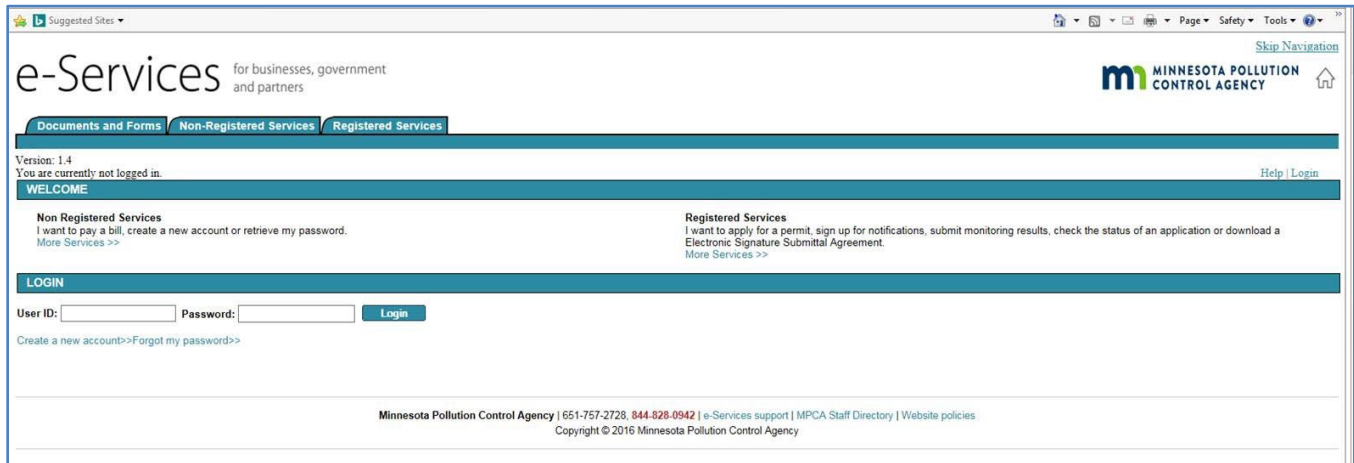 Suggested Sites
Page Safety Tools
Skip Navigation
e-Services for businesses, government and partners
MINNESOTA POLLUTION CONTROL AGENCY
Documents and Forms Non-Registered Services Registered Services
Version: 1.4
You are currently not logged in.
Help | Login
WELCOME
Non Registered Services
I want to pay a bill, create a new account or retrieve my password.
More Services >>
Registered Services
I want to apply for a permit, sign up for notifications, submit monitoring results, check the status of an application or download a
Electronic Signature Submittal Agreement.
More Services >>
LOGIN
User ID: Password: Login
Create a new account>>Forgot my password>>
Minnesota Pollution Control Agency | 651-757-2728, 844-828-0942 | e-Services support | MPCA Staff Directory | Website policies
Copyright © 2016 Minnesota Pollution Control Agency